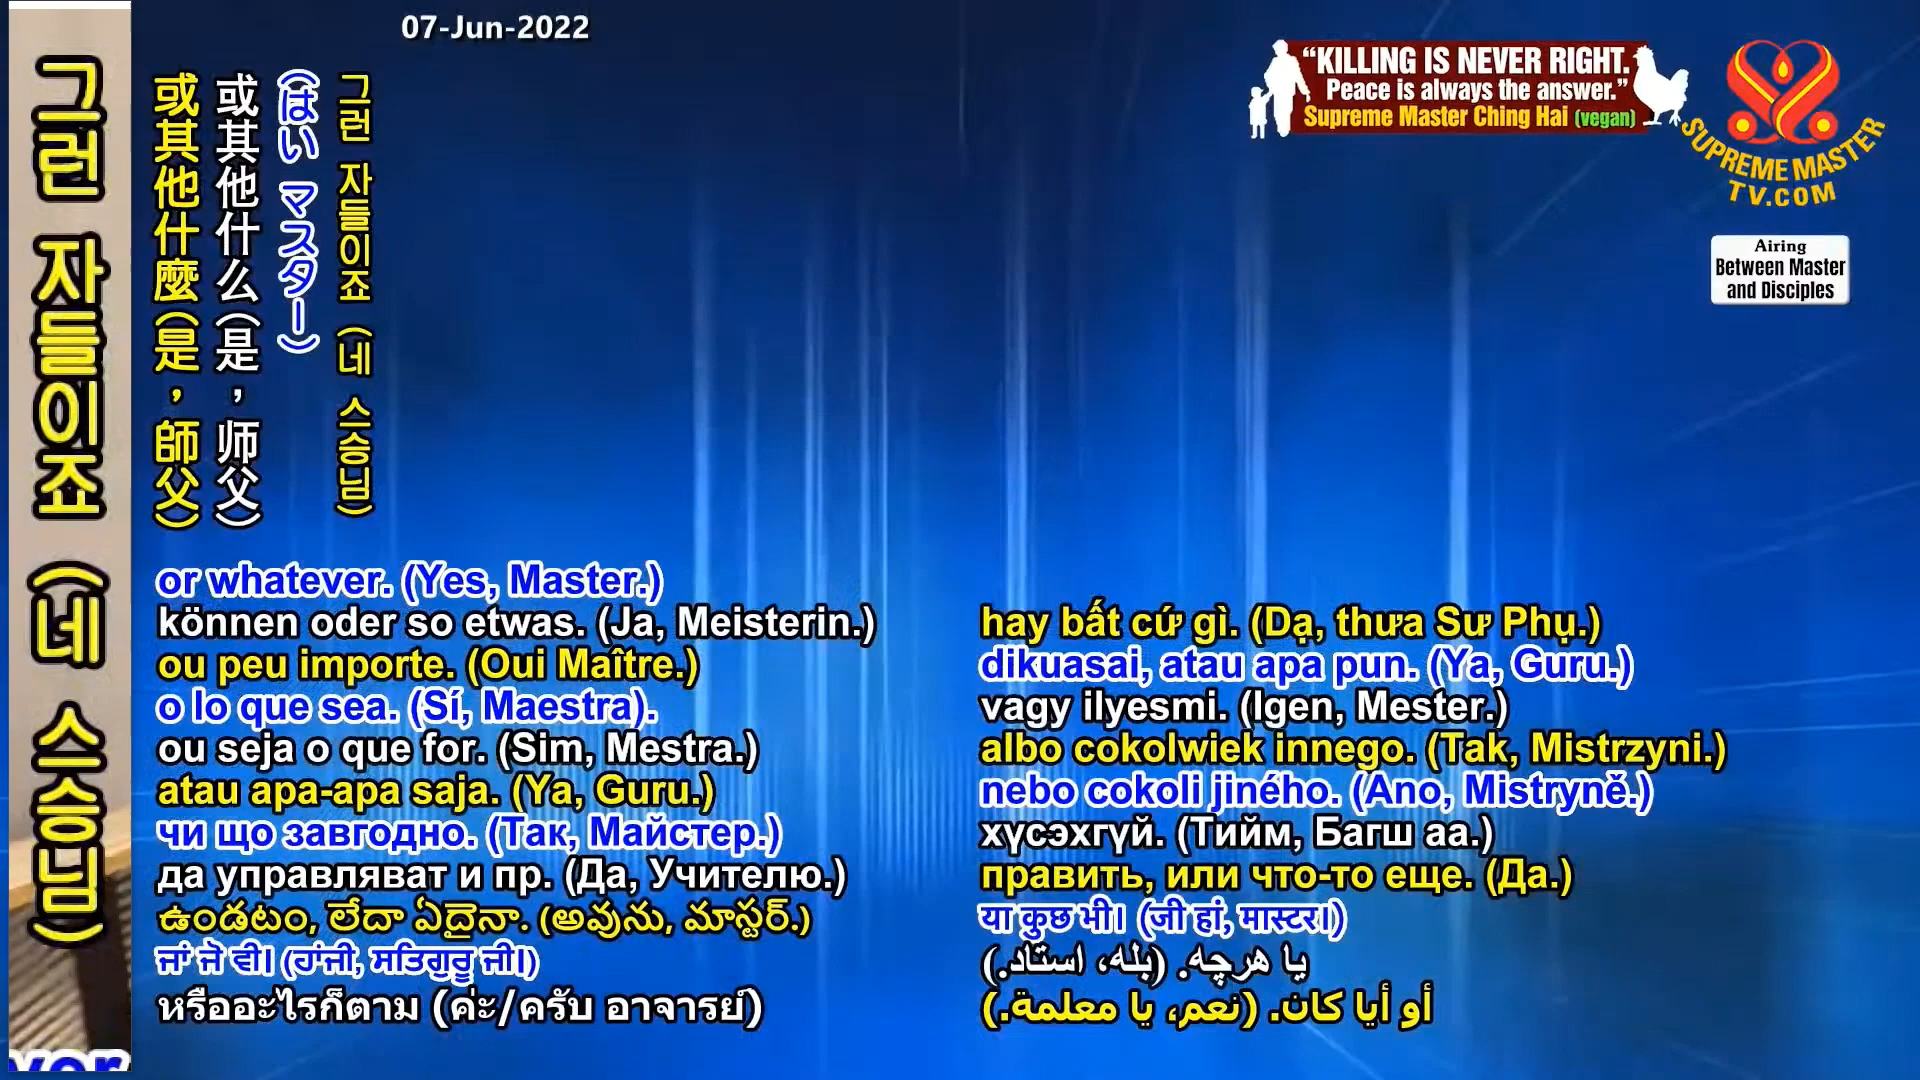 07-Jun-2022
"KILLING IS NEVER RIGHT.
Peace is always the answer."
Supreme Master Ching Hai (vegan)
SUPREME MASTER
TV.COM
Airing
Between Master
and Disciples
그런 자들이죠 (네 스승님)
或其他什麼(是，師父)
或其他什么(是，师父)
(はい マスター)
그런 자들이죠 (네 스승님)
or whatever. (Yes, Master.)
können oder so etwas. (Ja, Meisterin.)
ou peu importe. (Oui Maître.)
o lo que sea. (Sí, Maestra).
ou seja o que for. (Sim, Mestra.)
atau apa-apa saja. (Ya, Guru.)
чи що завгодно. (Так, Майстер.)
да управляват и пр. (Да, Учителю.)
ఉండటం, లేదా ఏదైనా. (అవును, మాస్టర్.)
ਜਾਂ ਜੋ ਵੀ। (ਹਾਂਜੀ, ਸਤਿਗੁਰੂ ਜੀ।)
หรืออะไรก็ตาม (ค่ะ/ครับ อาจารย์)
hay bất cứ gì. (Dạ, thưa Sư Phụ.)
dikuasai, atau apa pun. (Ya, Guru.)
vagy ilyesmi. (Igen, Mester.)
albo cokolwiek innego. (Tak, Mistrzyni.)
nebo cokoli jiného. (Ano, Mistryně.)
хүсэхгүй. (Тийм, Багш аа.)
править, или что-то еще. (Да.)
या कुछ भी। (जी हां, मास्टर।)
یا هرچه. (بله، استاد.)
أو أيا كان. (نعم، يا معلمة.)